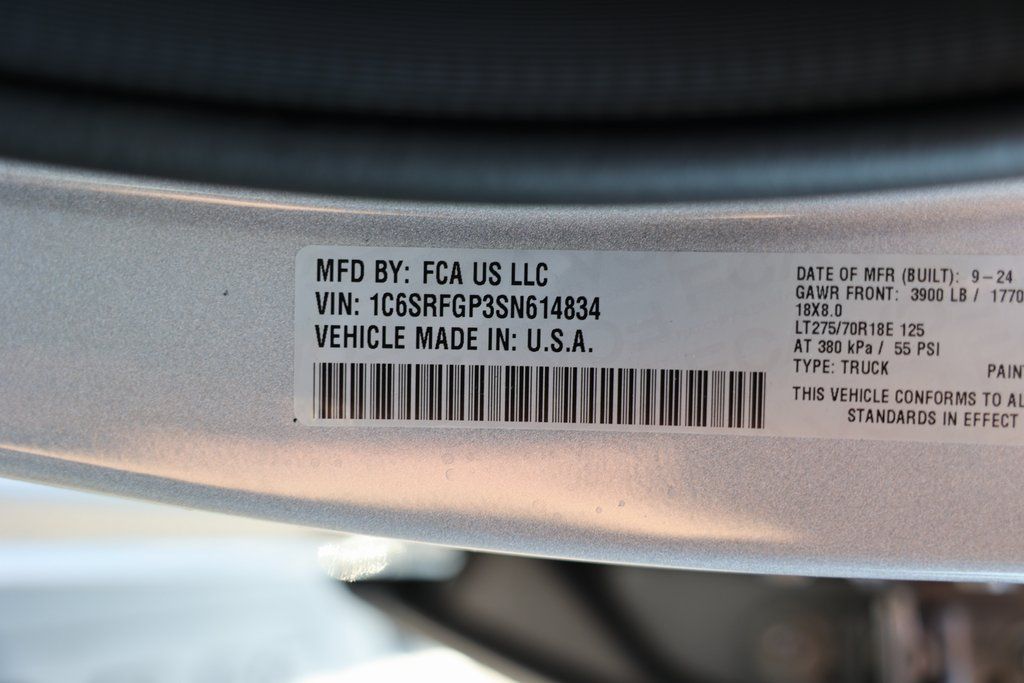 MFD BY: FCA US LLC
VIN: 1C6SRFGP3SN614834
VEHICLE MADE IN: U.S.A.
DATE OF MFR (BUILT): 9-24
GAWR FRONT: 3900 LB / 1770
18X8.0
LT275/70R18E 125
AT 380 kPa / 55 PSI
TYPE: TRUCK
PAIN
THIS VEHICLE CONFORMS TO AL
STANDARDS IN EFFECT